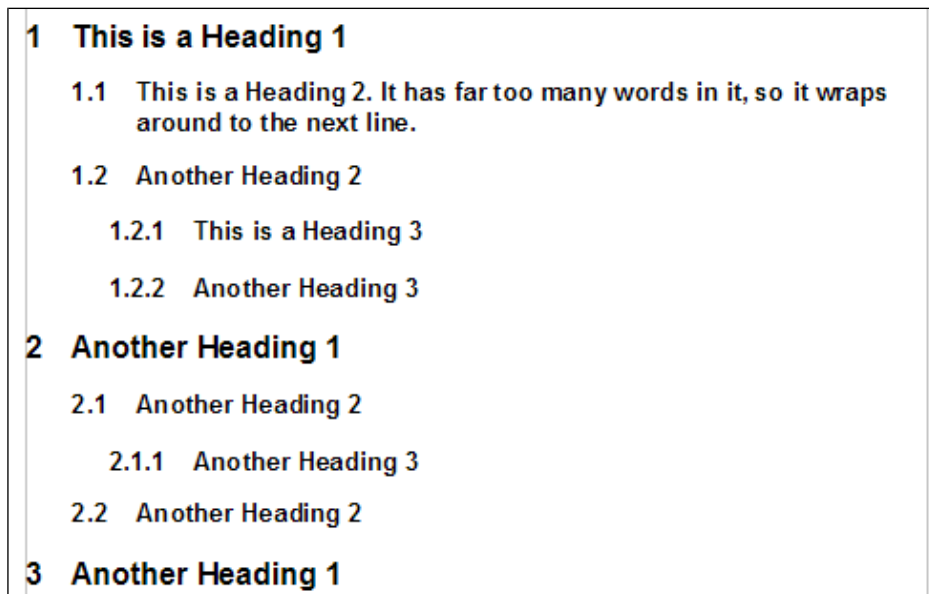 1 This is a Heading 1
1.1 This is a Heading 2. It has far too many words in it, so it wraps
around to the next line.
1.2 Another Heading 2
1.2.1 This is a Heading 3
1.2.2 Another Heading 3
2 Another Heading 1
2.1 Another Heading 2
2.1.1 Another Heading 3
2.2 Another Heading 2
3 Another Heading 1